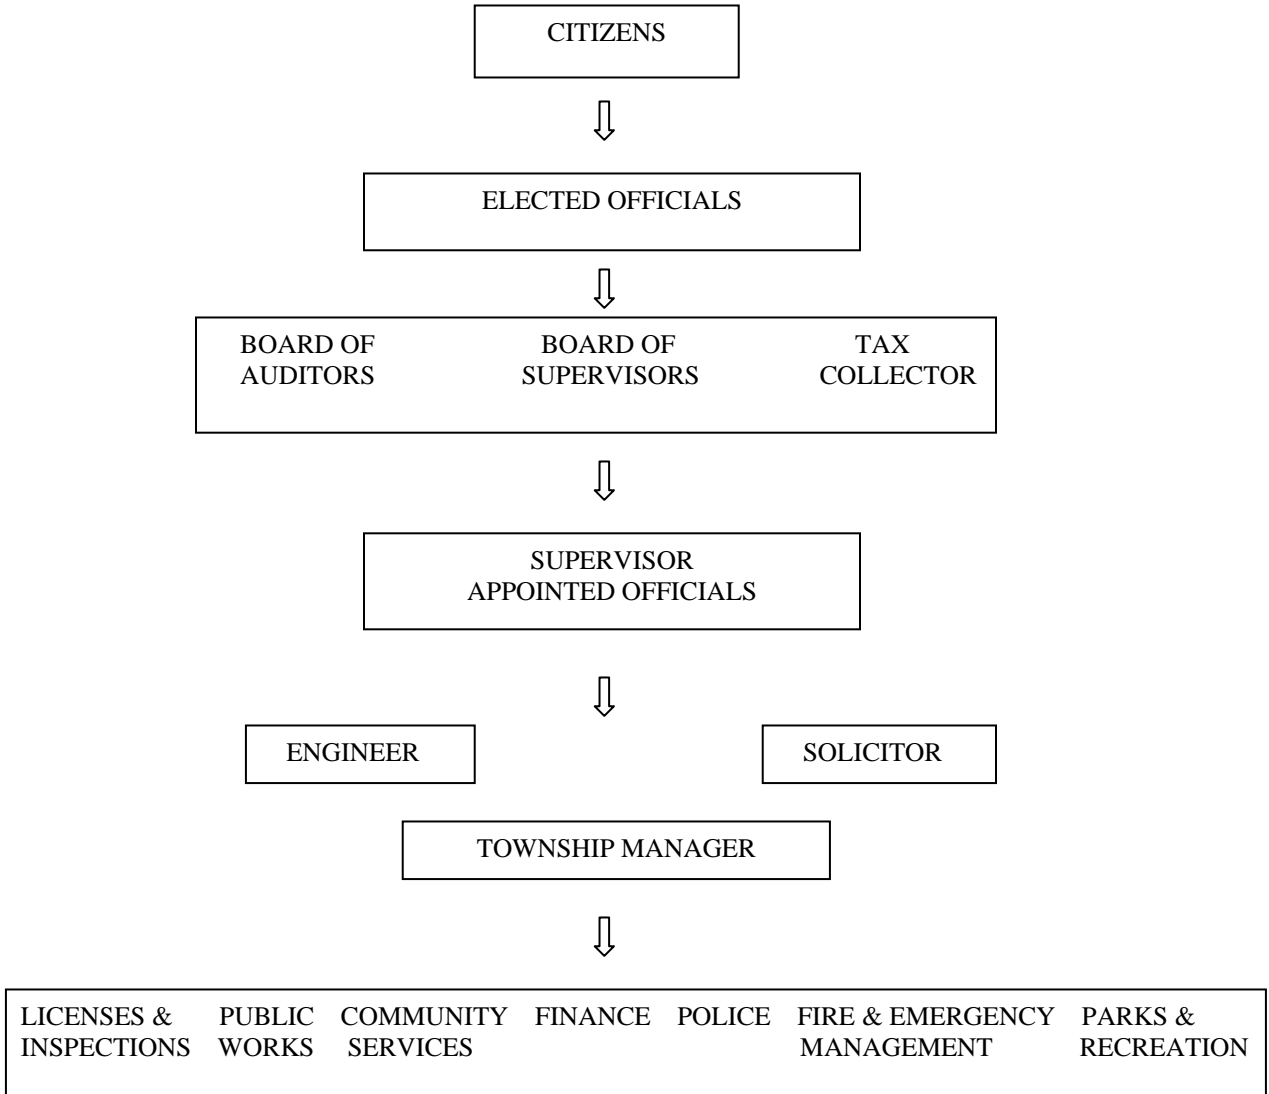 CITIZENS
ELECTED OFFICIALS
BOARD OF AUDITORS
BOARD OF SUPERVISORS
TAX COLLECTOR
SUPERVISOR
APPOINTED OFFICIALS
ENGINEER
SOLICITOR
TOWNSHIP MANAGER
LICENSES & INSPECTIONS
PUBLIC WORKS
COMMUNITY SERVICES
FINANCE
POLICE
FIRE & EMERGENCY MANAGEMENT
PARKS & RECREATION